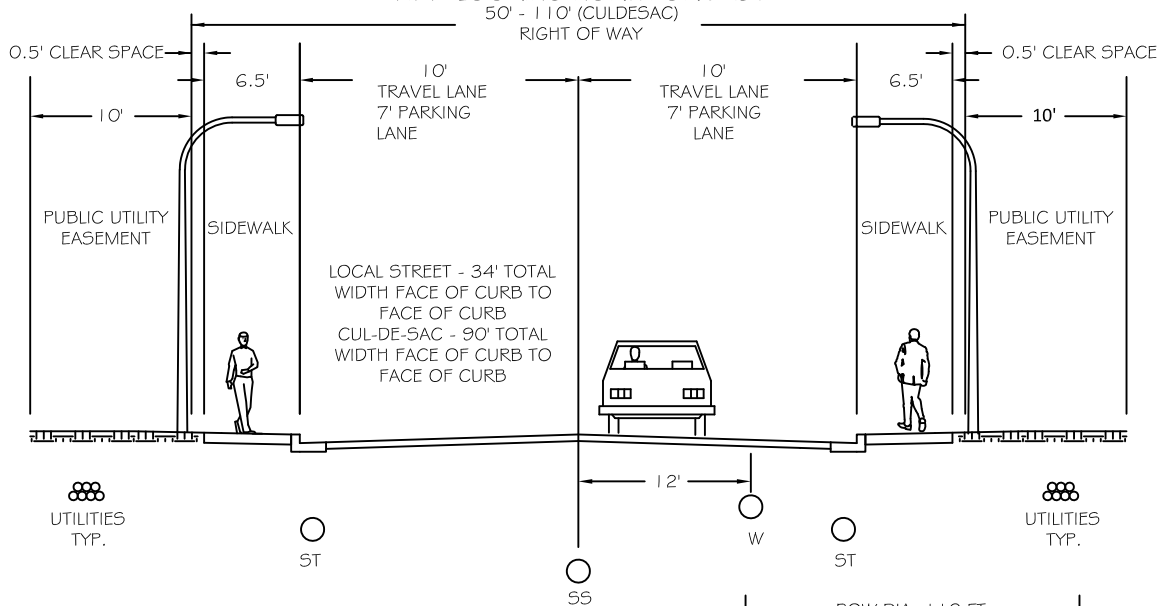 50' - 110' (CULDESAC)
RIGHT OF WAY
0.5' CLEAR SPACE
0.5' CLEAR SPACE
6.5'
10'
TRAVEL LANE
7' PARKING
LANE
10'
TRAVEL LANE
7' PARKING
LANE
6.5'
10'
10'
PUBLIC UTILITY
EASEMENT
SIDEWALK
SIDEWALK
PUBLIC UTILITY
EASEMENT
LOCAL STREET - 34' TOTAL
WIDTH FACE OF CURB TO
FACE OF CURB
CUL-DE-SAC - 90' TOTAL
WIDTH FACE OF CURB TO
FACE OF CURB
12'
UTILITIES
TYP.
ST
W
ST
UTILITIES
TYP.
SS